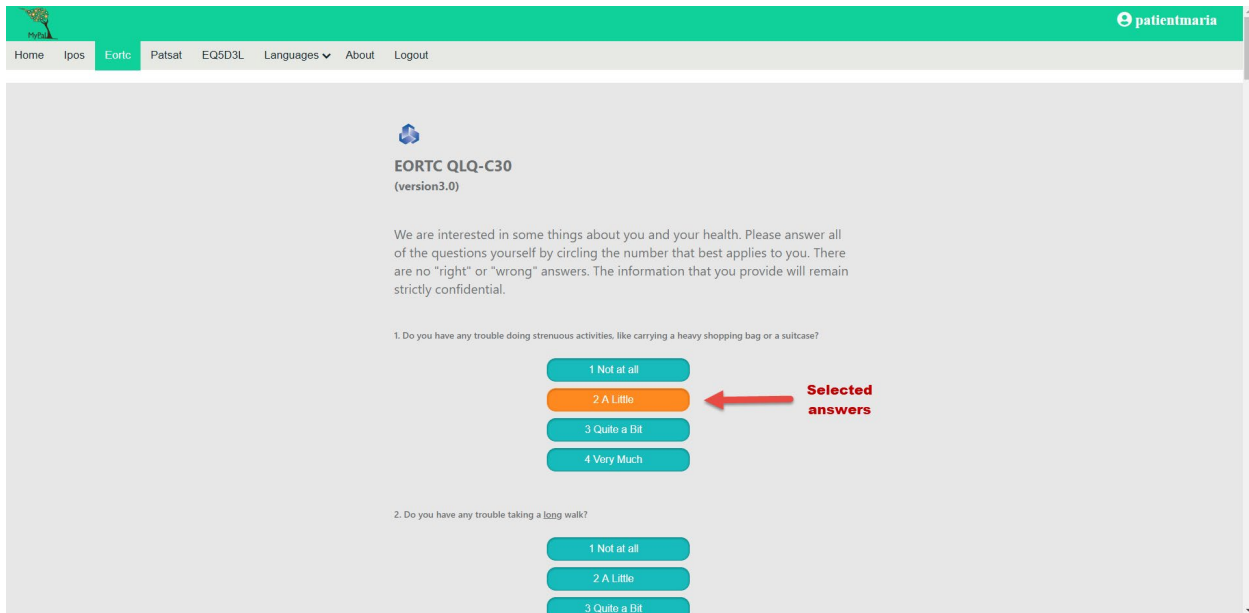 MyPal
patientmaria
Home Ipos Eortc Patsat EQ5D3L Languages About Logout
EORTC QLQ-C30
(version3.0)
We are interested in some things about you and your health. Please answer all
of the questions yourself by circling the number that best applies to you. There
are no "right" or "wrong" answers. The information that you provide will remain
strictly confidential.
1. Do you have any trouble doing strenuous activities, like carrying a heavy shopping bag or a suitcase?
1 Not at all
2 A Little
Selected
answers
3 Quite a Bit
4 Very Much
2. Do you have any trouble taking a long walk?
1 Not at all
2 A Little
3 Quite a Bit